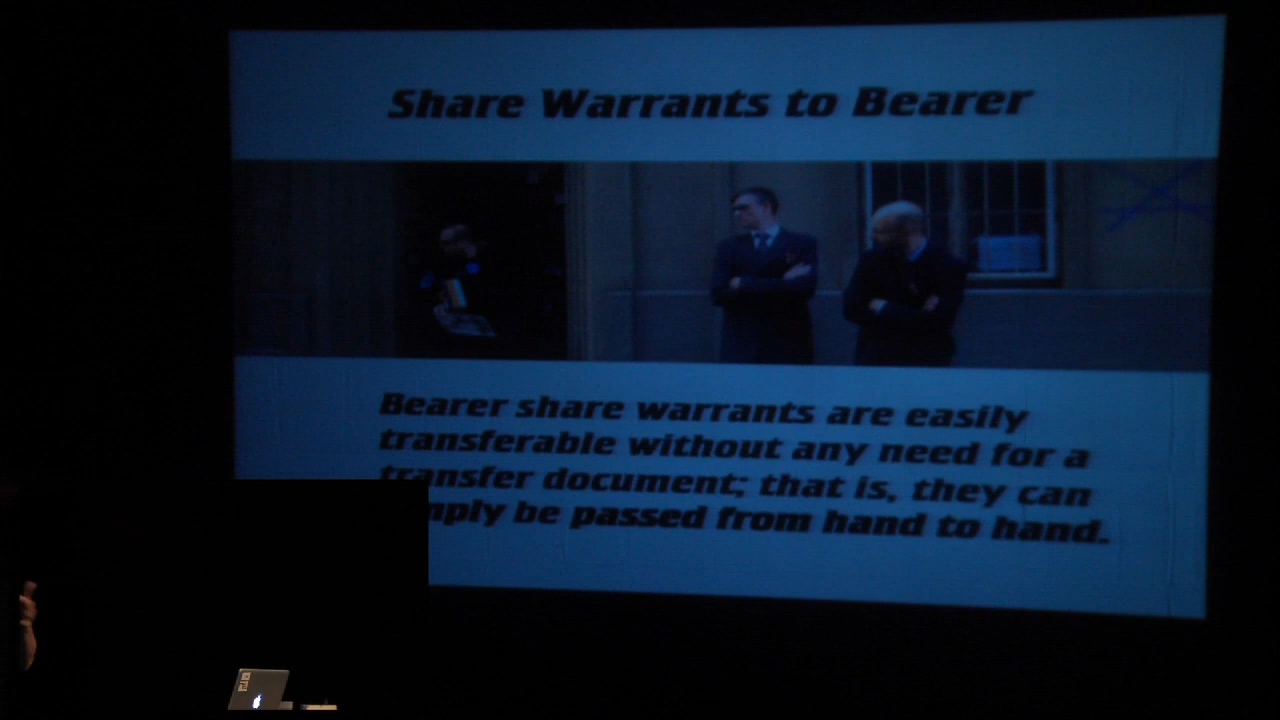 Share Warrants to Bearer
Bearer share warrants are easily
transferable without any need for a
transfer document; that is, they can
be passed from hand to hand.